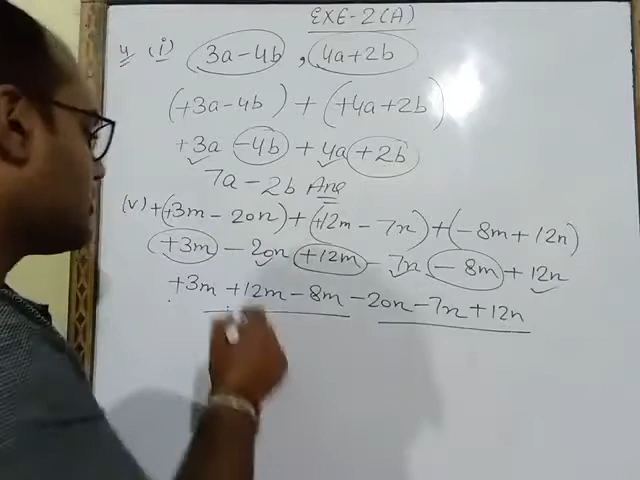 EXE-2(A)
4 (i) 3a-4b , 4a+2b
(+3a-4b) + (+4a+2b)
+3a -4b + 4a +2b
7a - 2b Ans
(v) +(+3m - 20n)+(+12m - 7n)+(-8m+12n)
+3m - 20n +12m - 7n - 8m + 12n
+3m +12m - 8m - 20n - 7n + 12n